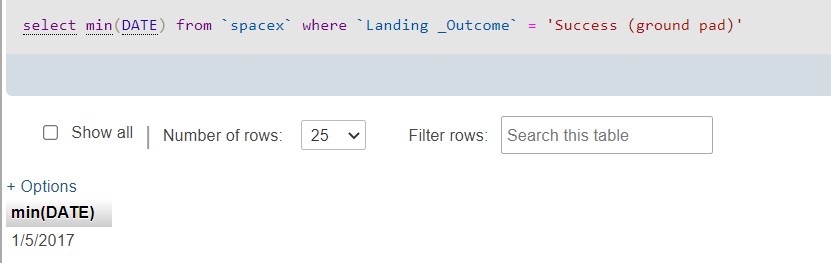 select min(DATE) from `spacex` where `Landing _Outcome` = 'Success (ground pad)'
Show all | Number of rows: 25 Filter rows: Search this table
+ Options
min(DATE)
1/5/2017